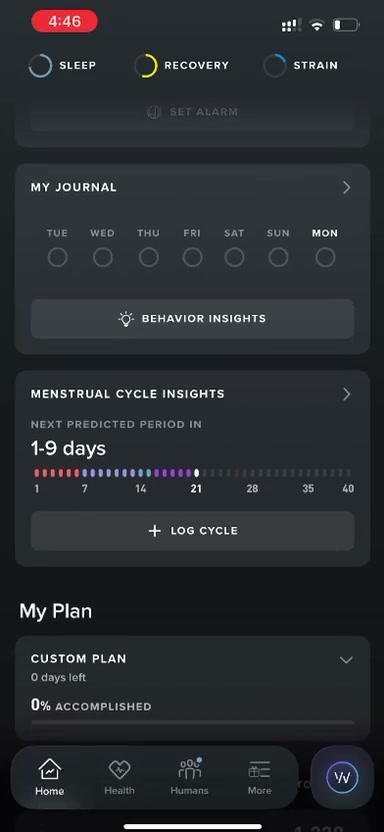 4:46
SLEEP RECOVERY STRAIN
SET ALARM
MY JOURNAL
TUE WED THU FRI SAT SUN MON
BEHAVIOR INSIGHTS
MENSTRUAL CYCLE INSIGHTS
NEXT PREDICTED PERIOD IN
1-9 days
1 7 14 21 28 35 40
+ LOG CYCLE
My Plan
CUSTOM PLAN
0 days left
0% ACCOMPLISHED
Home Health Humans More W